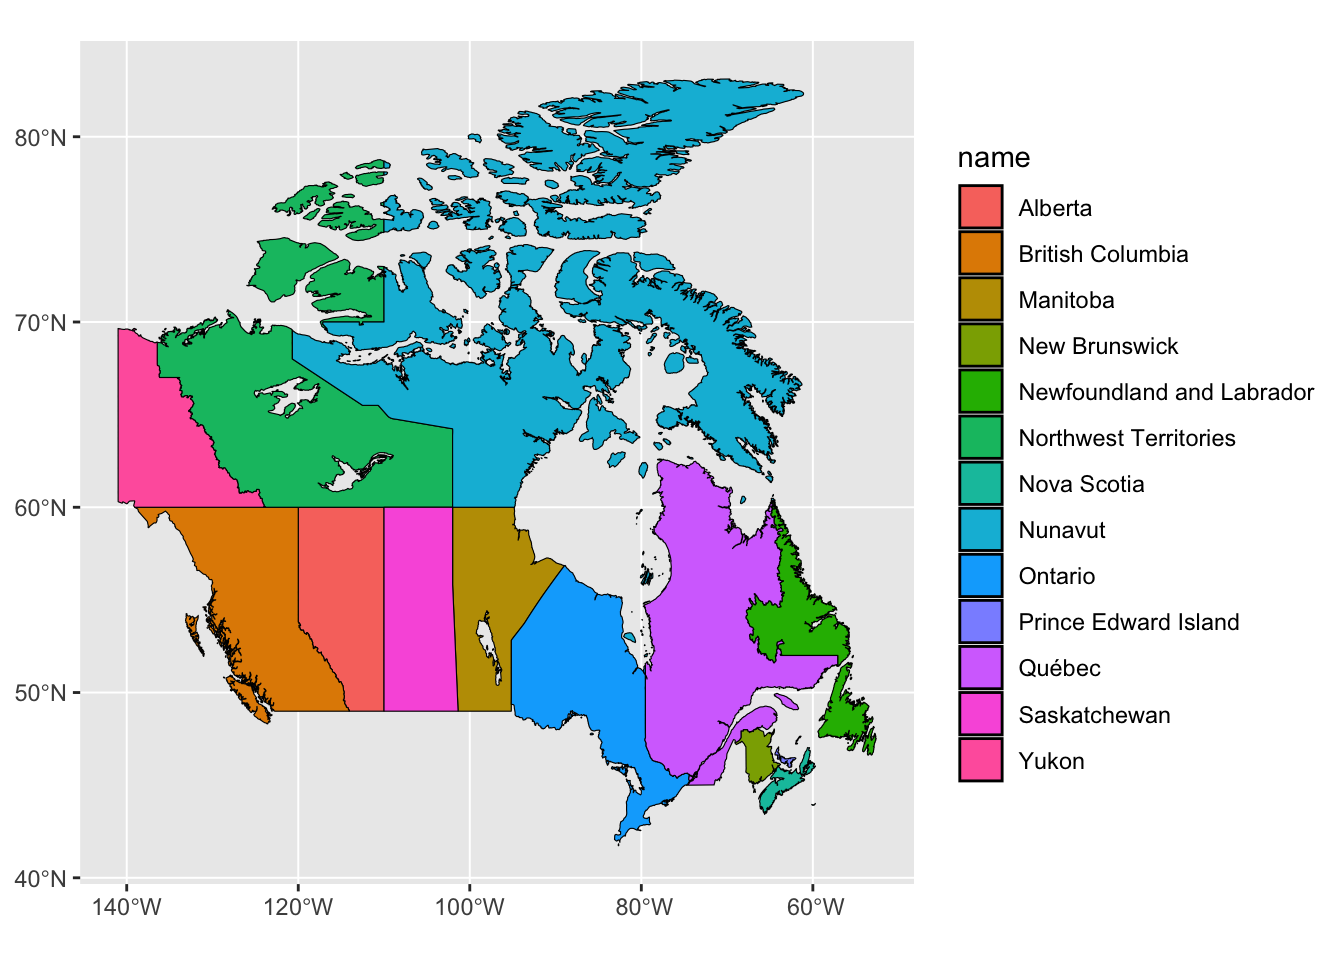 80°N
70°N
60°N
50°N
40°N
140°W
120°W
100°W
80°W
60°W
name
Alberta
British Columbia
Manitoba
New Brunswick
Newfoundland and Labrador
Northwest Territories
Nova Scotia
Nunavut
Ontario
Prince Edward Island
Québec
Saskatchewan
Yukon